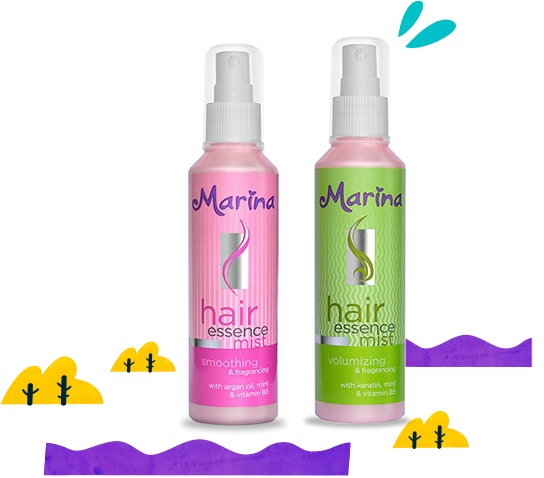 Marina
hair
essence
mist
smoothing
& fragrancing
with argan oil, mint
& vitamin B5
Marina
hair
essence
mist
volumizing
& fragrancing
with keratin, mint
& vitamin B5